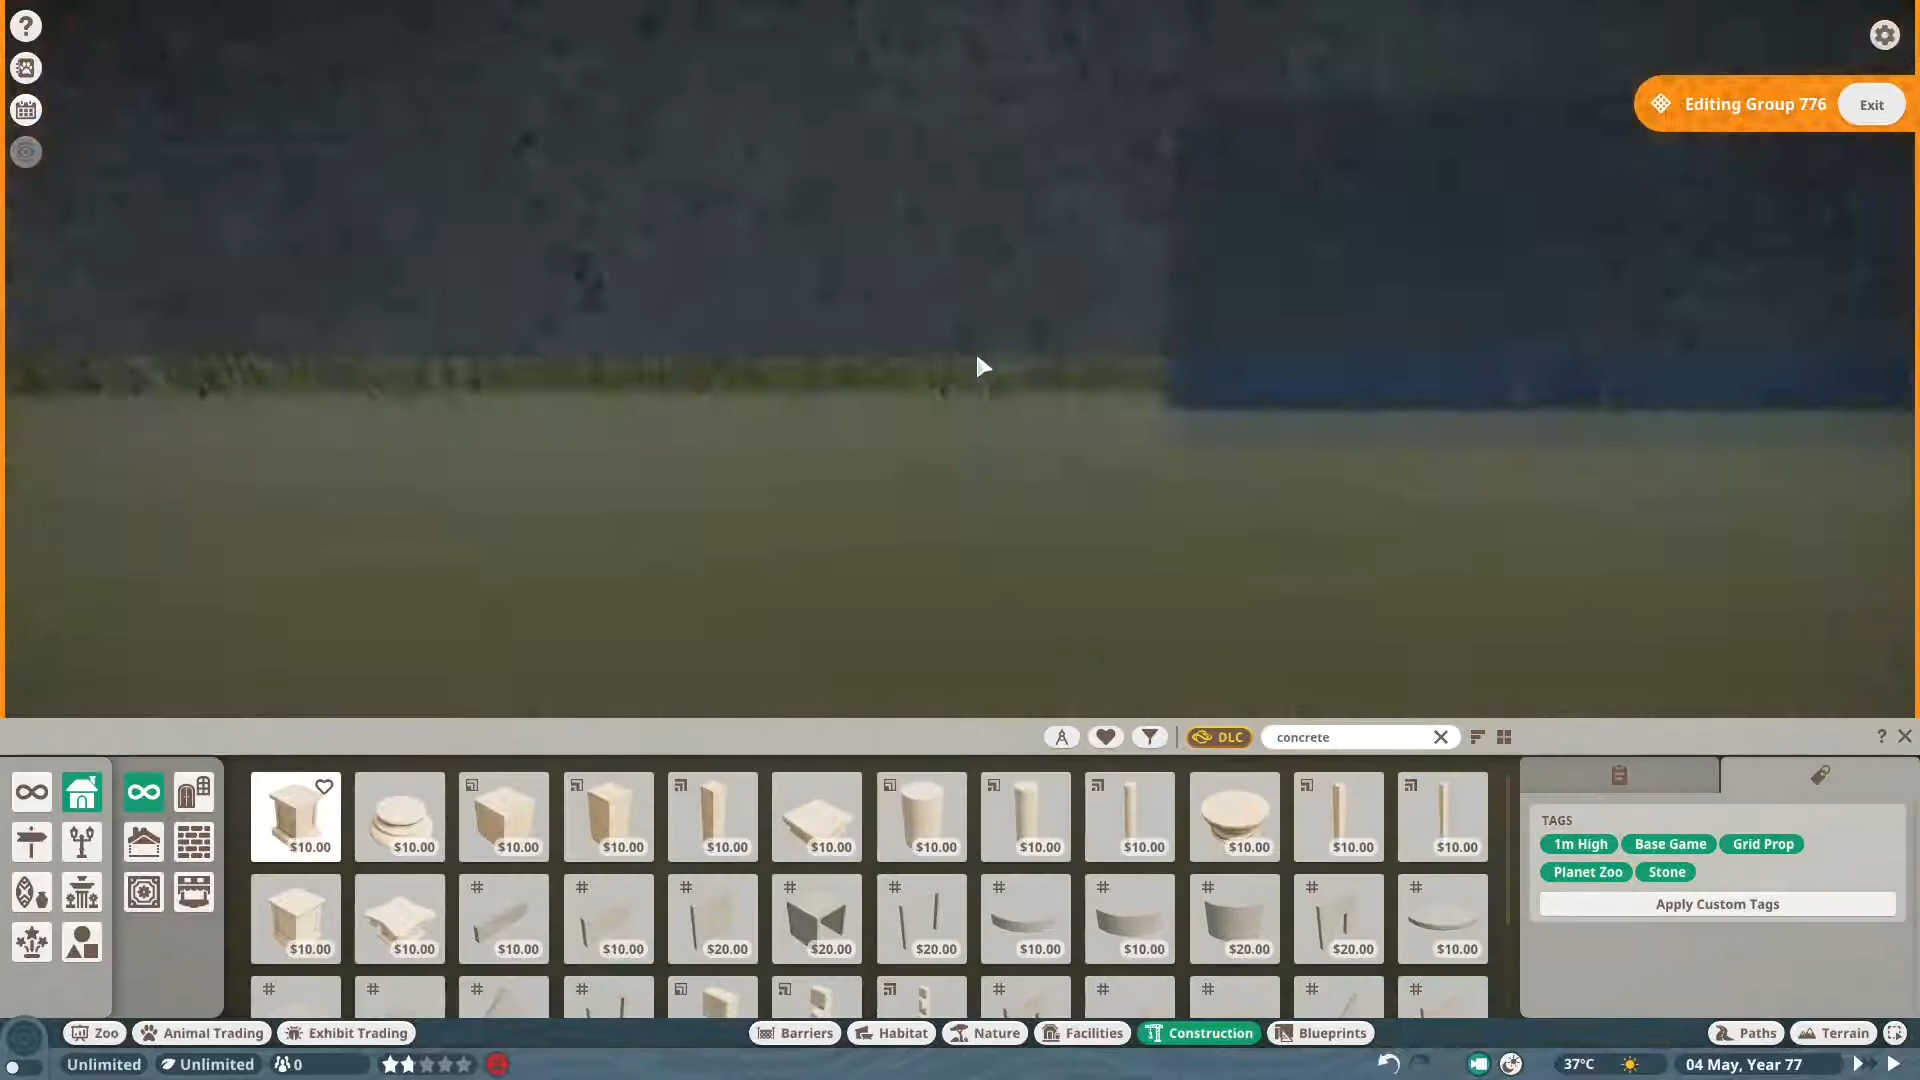 ?
Editing Group 776 Exit
DLC concrete
?
$10.00 $10.00 $10.00 $10.00 $10.00 $10.00 $10.00 $10.00 $10.00 $10.00 $10.00 $10.00
$10.00 $10.00 $10.00 $10.00 $20.00 $20.00 $20.00 $10.00 $10.00 $20.00 $20.00 $10.00
TAGS
1m High Base Game Grid Prop
Planet Zoo Stone
Apply Custom Tags
Zoo Animal Trading Exhibit Trading Barriers Habitat Nature Facilities Construction Blueprints Paths Terrain
Unlimited Unlimited 0 37°C 04 May, Year 77